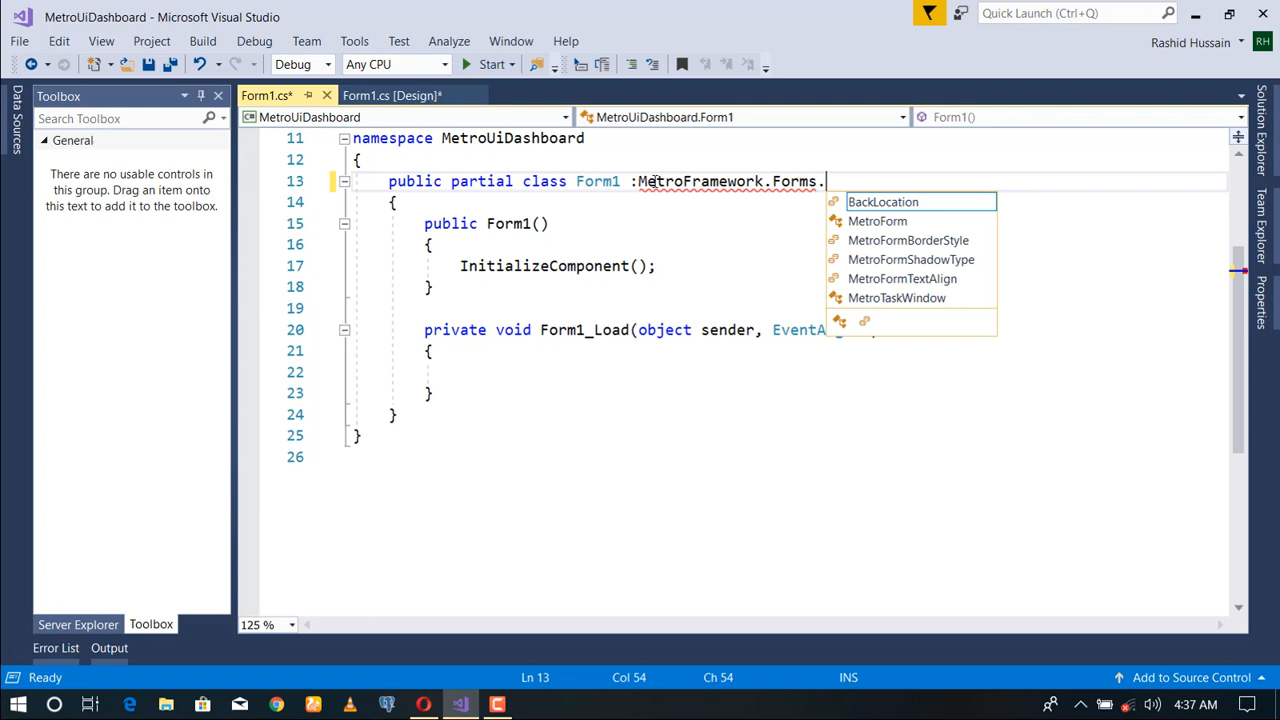 MetroUiDashboard - Microsoft Visual Studio
Quick Launch (Ctrl+Q)
File Edit View Project Build Debug Team Tools Test Analyze Window Help
Rashid Hussain RH
Debug Any CPU Start
Data Sources
Toolbox
Search Toolbox
General
There are no usable controls in
this group. Drag an item onto
this text to add it to the toolbox.
Server Explorer Toolbox
Form1.cs* Form1.cs [Design]*
MetroUiDashboard MetroUiDashboard.Form1 Form1()
11 namespace MetroUiDashboard
12 {
13 public partial class Form1 :MetroFramework.Forms.
14 {
15 public Form1()
16 {
17 InitializeComponent();
18 }
19
20 private void Form1_Load(object sender, EventA
21 {
22
23 }
24 }
25 }
26
BackLocation
MetroForm
MetroFormBorderStyle
MetroFormShadowType
MetroFormTextAlign
MetroTaskWindow
125 %
Solution Explorer
Team Explorer
Properties
Error List Output
Ready Ln 13 Col 54 Ch 54 INS Add to Source Control
4:37 AM